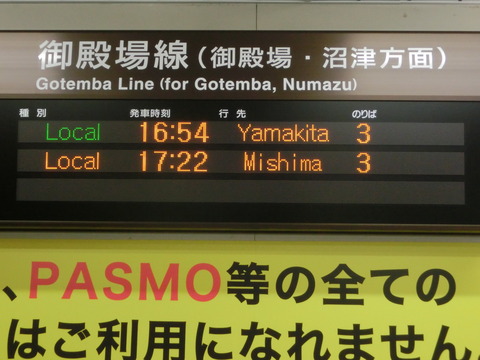 御殿場線（御殿場・沼津方面）
Gotemba Line (for Gotemba, Numazu)
種別 発車時刻 行先 のりば
Local 16:54 Yamakita 3
Local 17:22 Mishima 3
、PASMO等の全ての
はご利用になれません